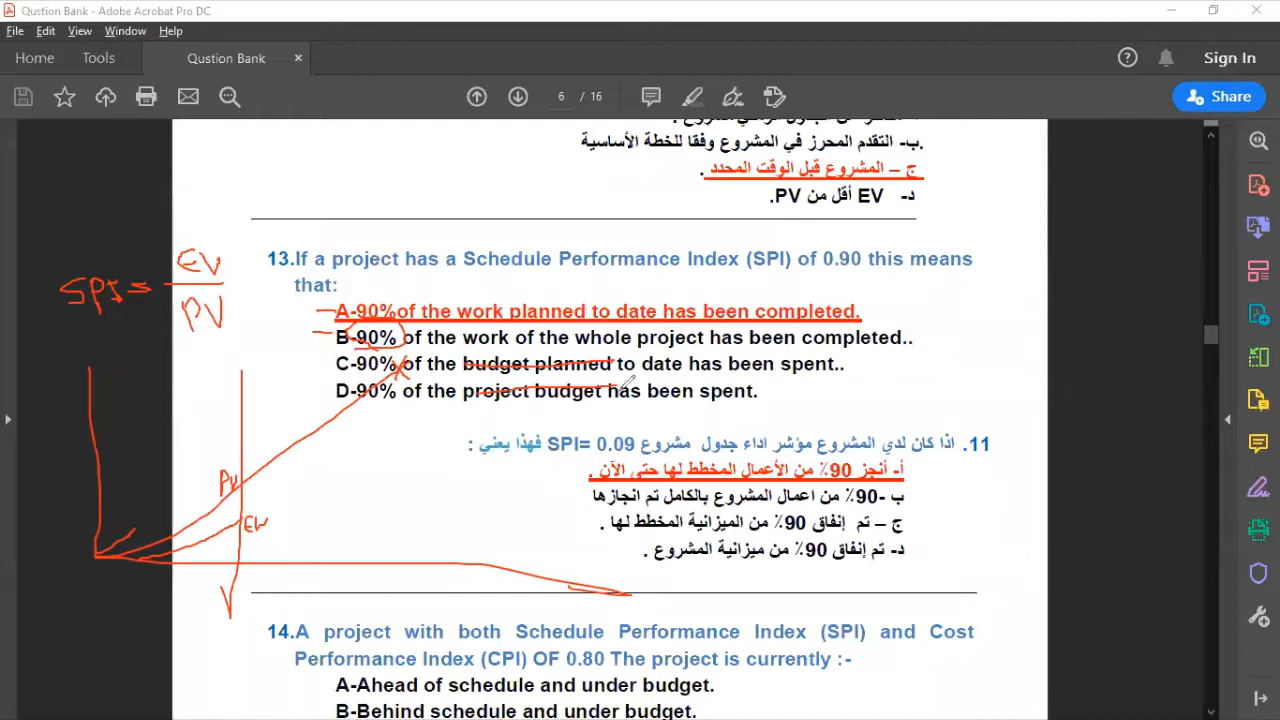 Qustion Bank - Adobe Acrobat Pro DC
File Edit View Window Help
Home Tools Qustion Bank × Sign In
6 / 16 Share
ب- التقدم المحرز في المشروع وفقا للخطة الأساسية.
ج – المشروع قبل الوقت المحدد .
د- EV أقل من PV.
13.If a project has a Schedule Performance Index (SPI) of 0.90 this means
that:
A-90%of the work planned to date has been completed.
B-90% of the work of the whole project has been completed..
C-90% of the budget planned to date has been spent..
D-90% of the project budget has been spent.
SPI = EV
PV
11. اذا كان لدي المشروع مؤشر اداء جدول مشروع SPI= 0.09 فهذا يعني :
أ- أنجز 90٪ من الأعمال المخطط لها حتى الآن .
ب -90٪ من اعمال المشروع بالكامل تم انجازها
ج – تم إنفاق 90٪ من الميزانية المخطط لها .
د- تم إنفاق 90٪ من ميزانية المشروع .
PV
EV
14.A project with both Schedule Performance Index (SPI) and Cost
Performance Index (CPI) OF 0.80 The project is currently :-
A-Ahead of schedule and under budget.
B-Behind schedule and under budget.